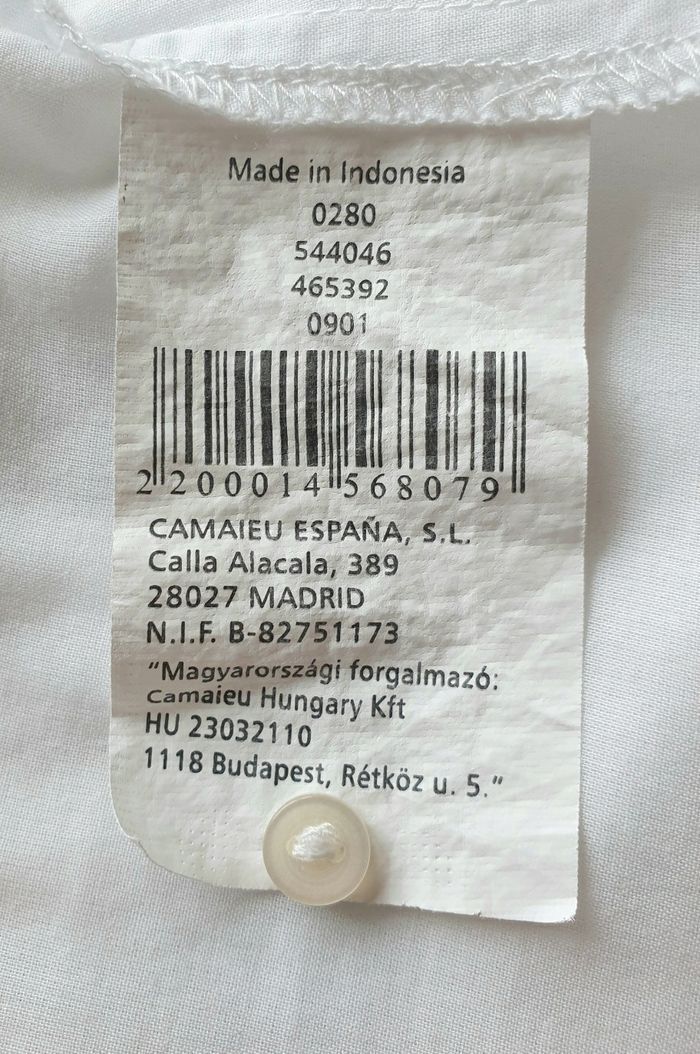 Made in Indonesia
0280
544046
465392
0901
2 200014 568079
CAMAIEU ESPAÑA, S.L.
Calla Alacala, 389
28027 MADRID
N.I.F. B-82751173
“Magyarországi forgalmazó:
Camaieu Hungary Kft
HU 23032110
1118 Budapest, Rétköz u. 5.”